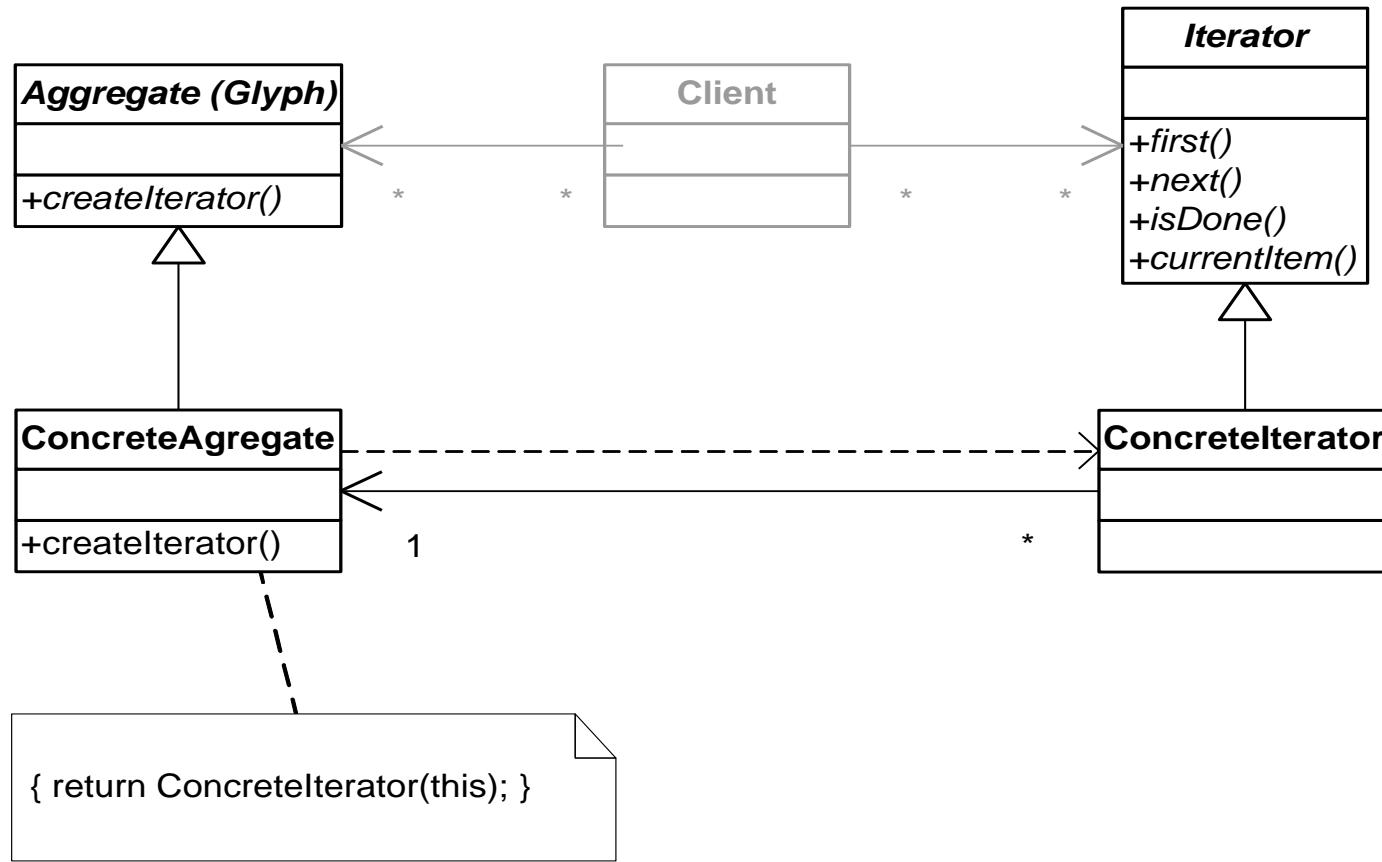 Aggregate (Glyph)
+createIterator()
Client
*
*
*
*
Iterator
+first()
+next()
+isDone()
+currentItem()
ConcreteAgregate
+createIterator()
1
*
ConcreteIterator
{ return ConcreteIterator(this); }